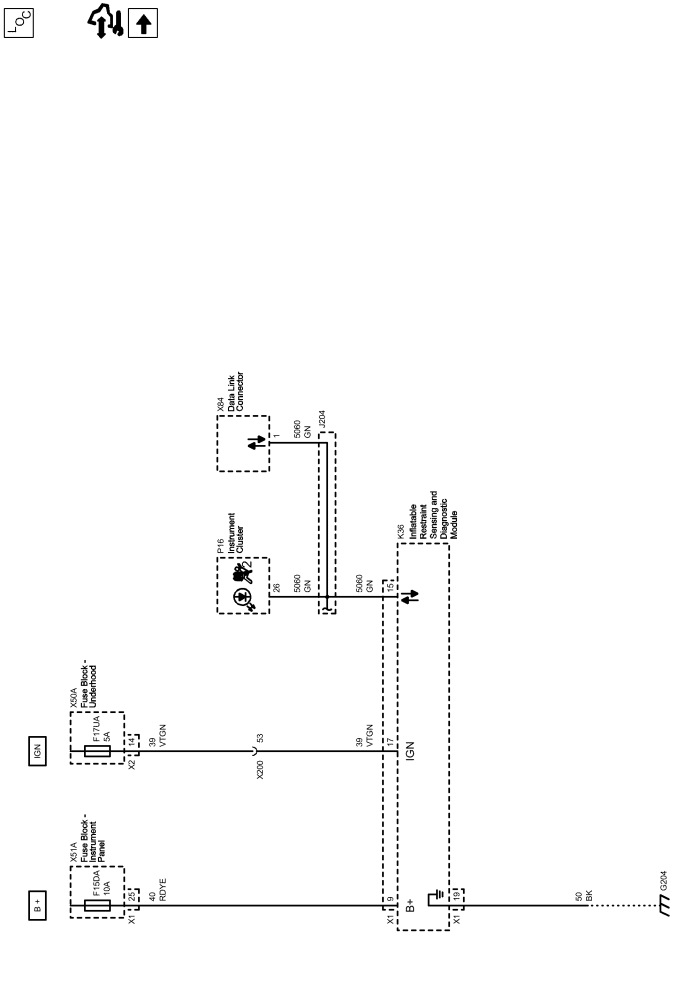 LOC
B +
X51A
Fuse Block -
Instrument
Panel
F15DA
10A
X1
25
40
RDYE
X1
9
B+
X1
19
50
BK
G204
IGN
X50A
Fuse Block -
Underhood
F17UA
5A
X2
14
39
VTGN
X200
53
39
VTGN
17
IGN
P16
Instrument
Cluster
2
26
5060
GN
5060
GN
15
K36
Inflatable
Restraint
Sensing and
Diagnostic
Module
X84
Data Link
Connector
1
5060
GN
J204